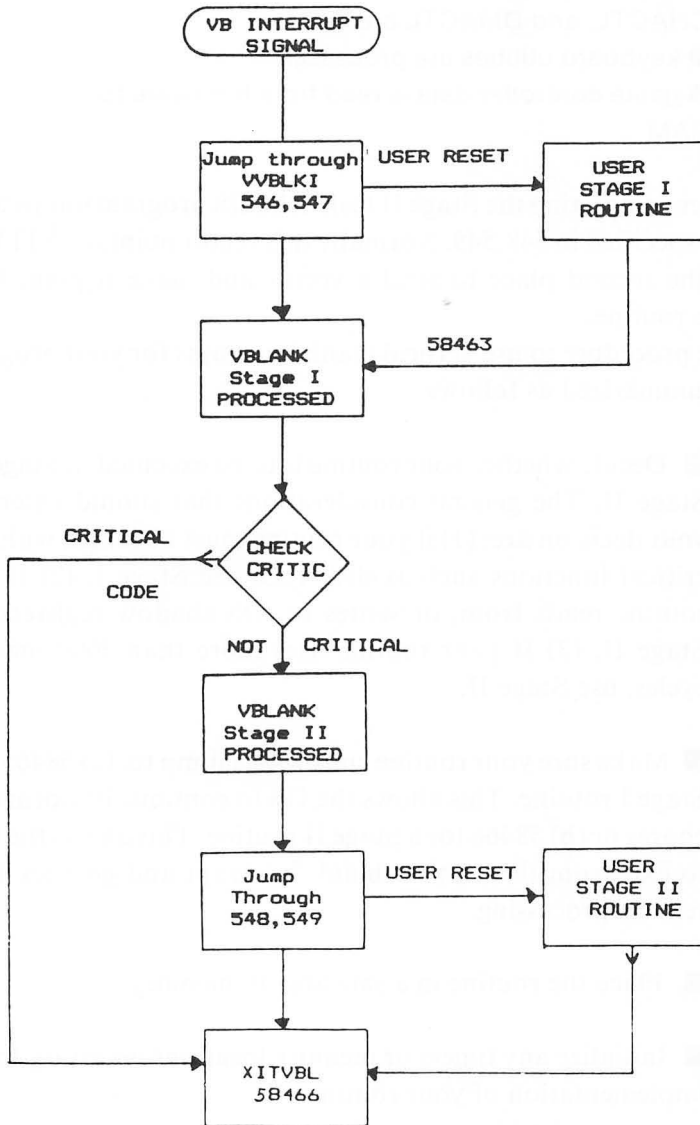 VB INTERRUPT
SIGNAL
Jump through
VVBLKI
546,547
USER RESET
USER
STAGE I
ROUTINE
58463
VBLANK
Stage I
PROCESSED
CRITICAL
CODE
CHECK
CRITIC
NOT CRITICAL
VBLANK
Stage II
PROCESSED
Jump
Through
548,549
USER RESET
USER
STAGE II
ROUTINE
XITVBL
58466